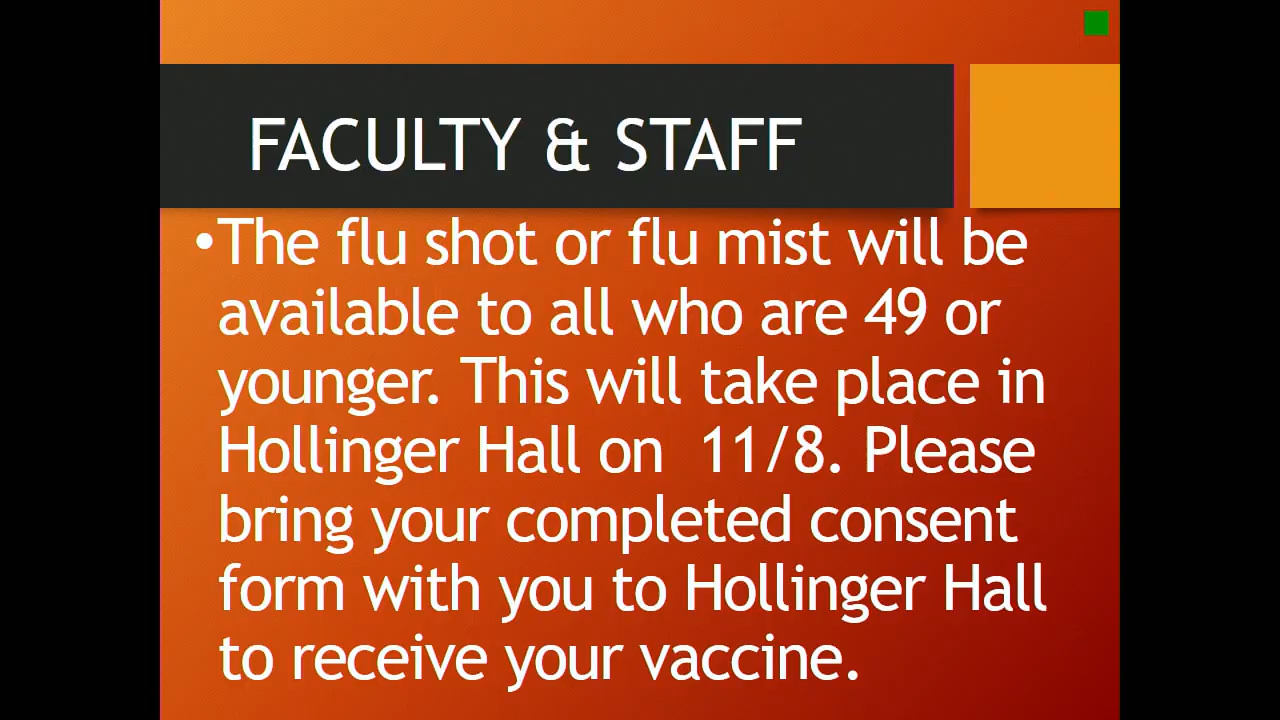 FACULTY & STAFF
•The flu shot or flu mist will be
available to all who are 49 or
younger. This will take place in
Hollinger Hall on  11/8. Please
bring your completed consent
form with you to Hollinger Hall
to receive your vaccine.